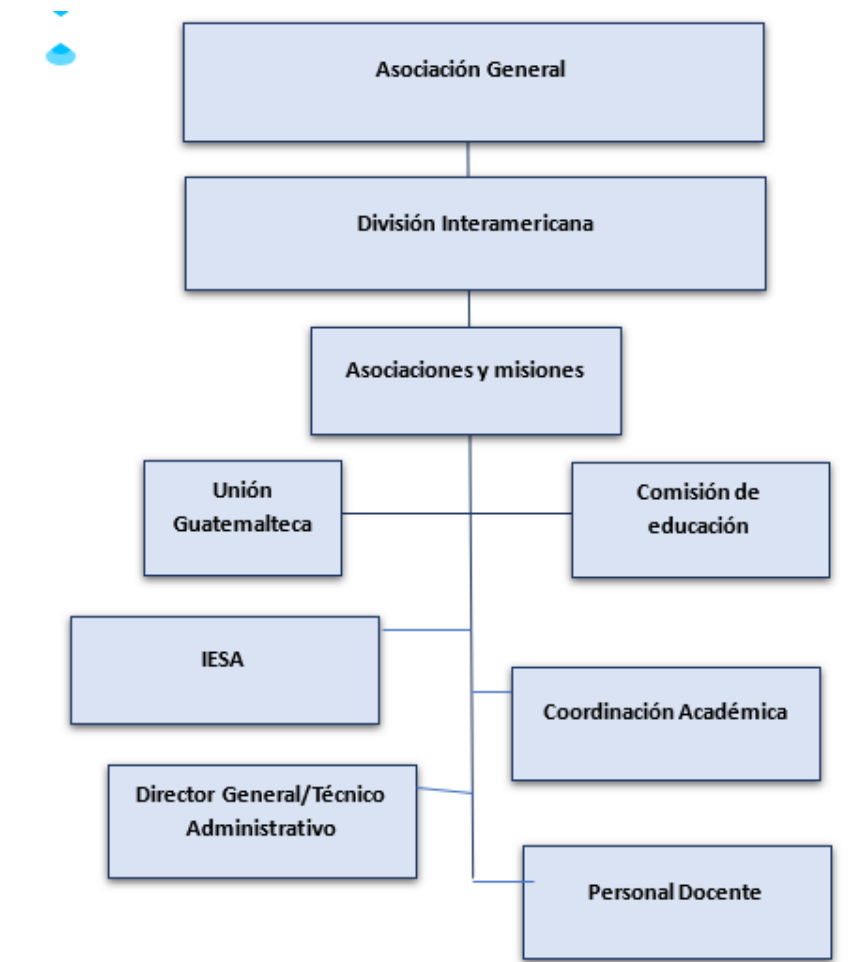 Asociación General
División Interamericana
Asociaciones y misiones
Unión
Guatemalteca
Comisión de
educación
IESA
Coordinación Académica
Director General/Técnico
Administrativo
Personal Docente